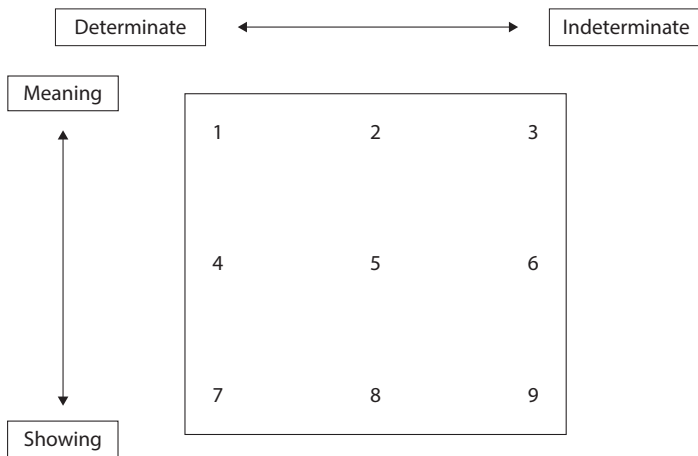 Determinate Indeterminate
Meaning
1 2 3
4 5 6
7 8 9
Showing